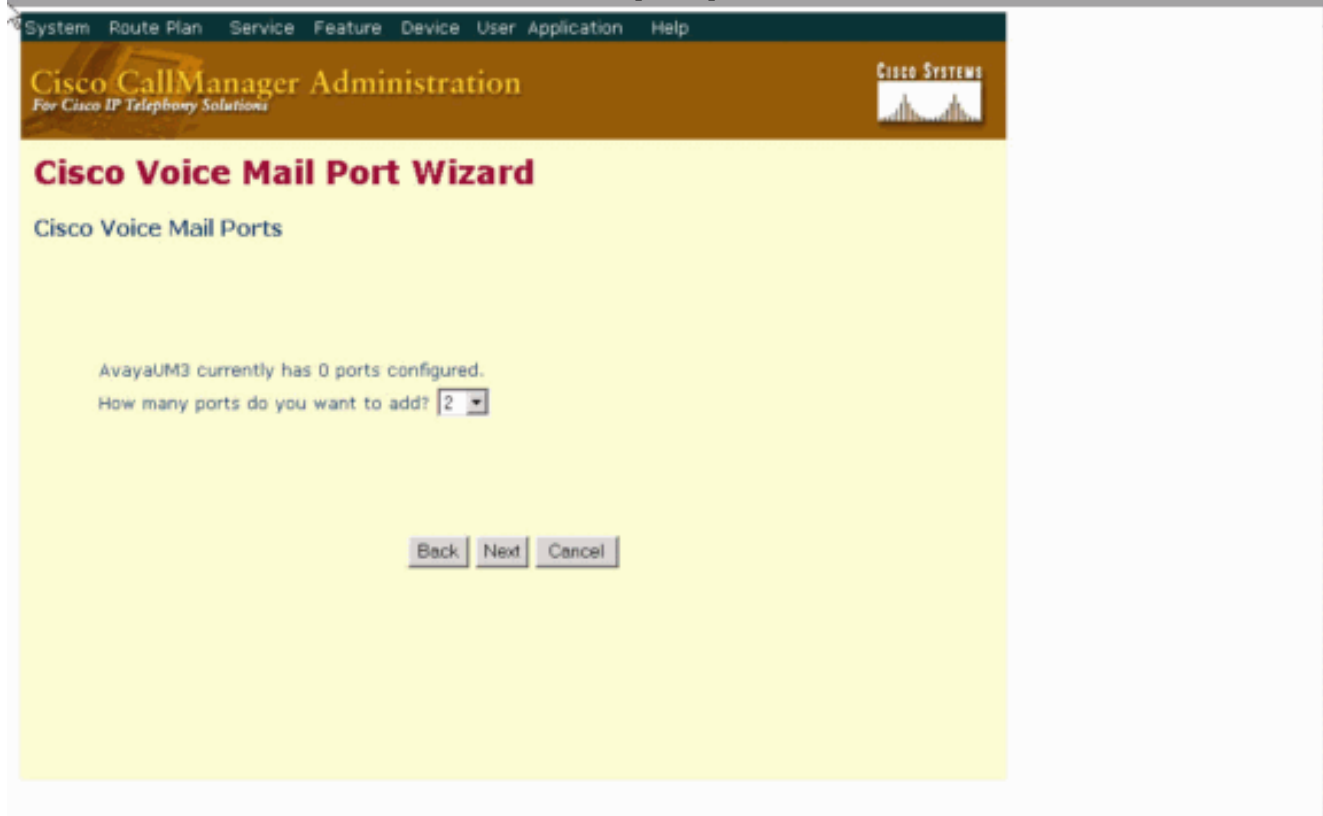 System Route Plan Service Feature Device User Application Help
Cisco CallManager Administration
For Cisco IP Telephony Solutions
CISCO SYSTEMS
Cisco Voice Mail Port Wizard
Cisco Voice Mail Ports
AvayaUM3 currently has 0 ports configured.
How many ports do you want to add? 2
Back Next Cancel